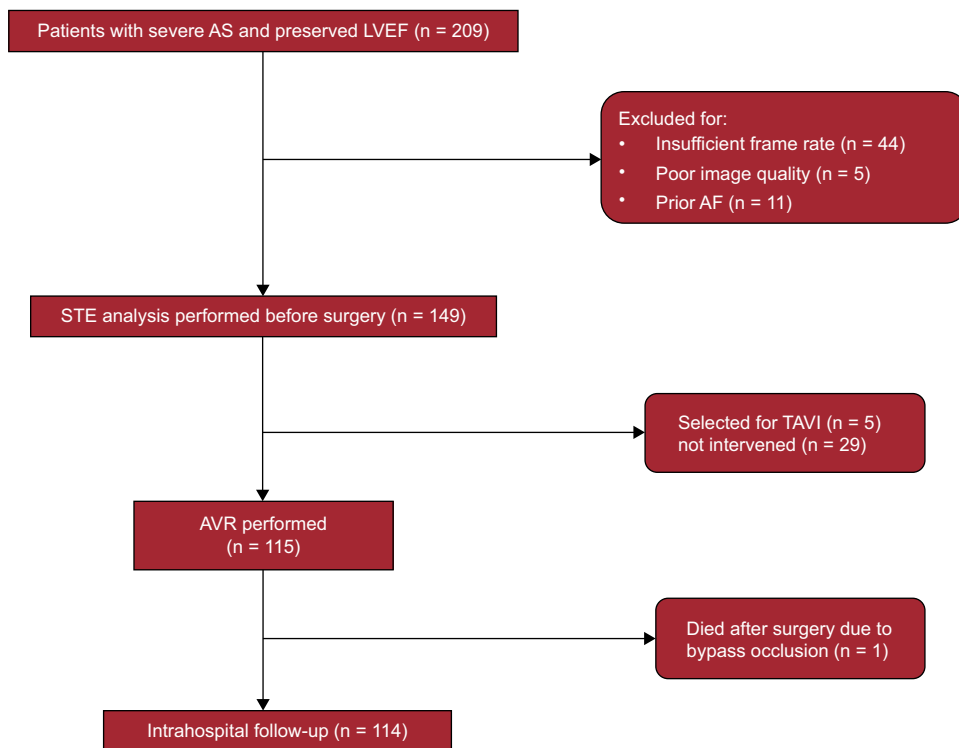 Patients with severe AS and preserved LVEF (n = 209)
Excluded for:
• Insufficient frame rate (n = 44)
• Poor image quality (n = 5)
• Prior AF (n = 11)
STE analysis performed before surgery (n = 149)
Selected for TAVI (n = 5)
not intervened (n = 29)
AVR performed
(n = 115)
Died after surgery due to
bypass occlusion (n = 1)
Intrahospital follow-up (n = 114)